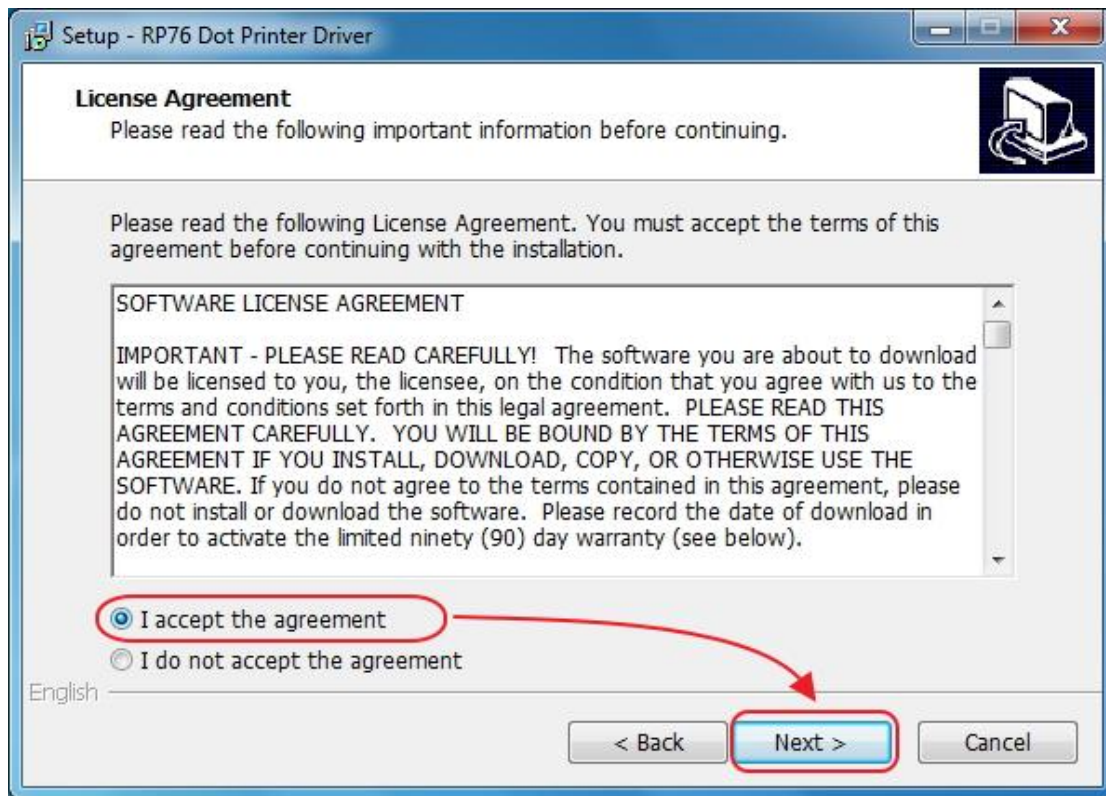 Setup - RP76 Dot Printer Driver
License Agreement
Please read the following important information before continuing.
Please read the following License Agreement. You must accept the terms of this
agreement before continuing with the installation.
SOFTWARE LICENSE AGREEMENT
IMPORTANT - PLEASE READ CAREFULLY!  The software you are about to download
will be licensed to you, the licensee, on the condition that you agree with us to the
terms and conditions set forth in this legal agreement.  PLEASE READ THIS
AGREEMENT CAREFULLY.  YOU WILL BE BOUND BY THE TERMS OF THIS
AGREEMENT IF YOU INSTALL, DOWNLOAD, COPY, OR OTHERWISE USE THE
SOFTWARE. If you do not agree to the terms contained in this agreement, please
do not install or download the software.  Please record the date of download in
order to activate the limited ninety (90) day warranty (see below).
I accept the agreement
I do not accept the agreement
English
< Back
Next >
Cancel